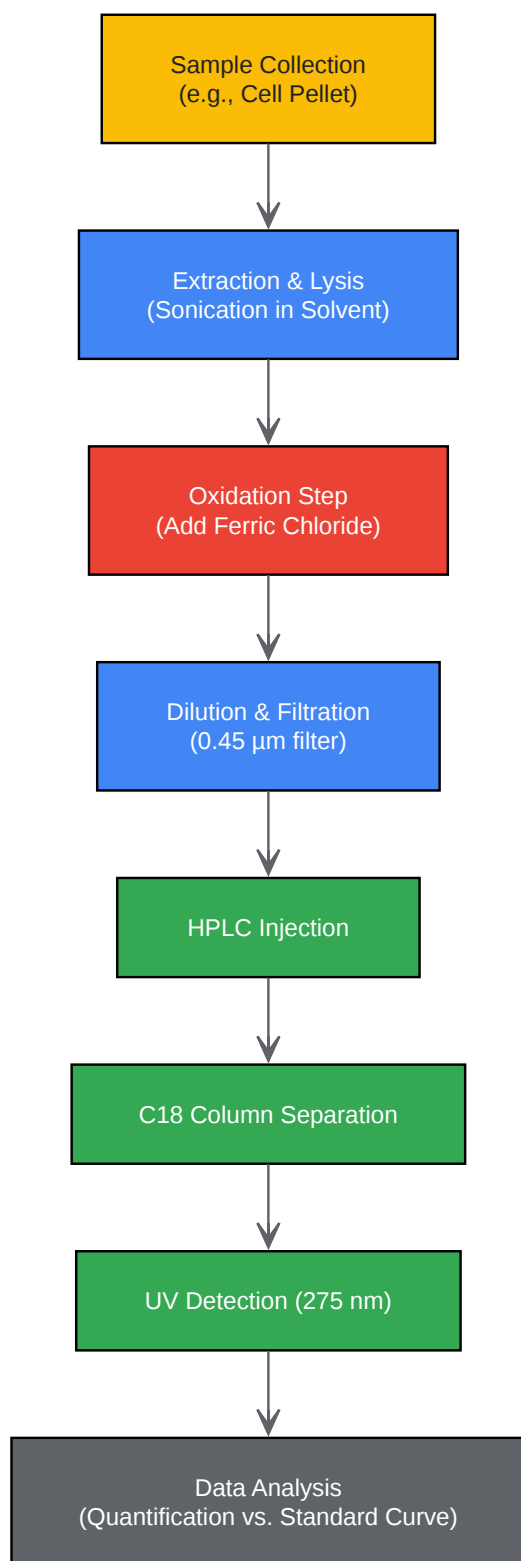 Sample Collection
(e.g., Cell Pellet)
Extraction & Lysis
(Sonication in Solvent)
Oxidation Step
(Add Ferric Chloride)
Dilution & Filtration
(0.45 µm filter)
HPLC Injection
C18 Column Separation
UV Detection (275 nm)
Data Analysis
(Quantification vs. Standard Curve)